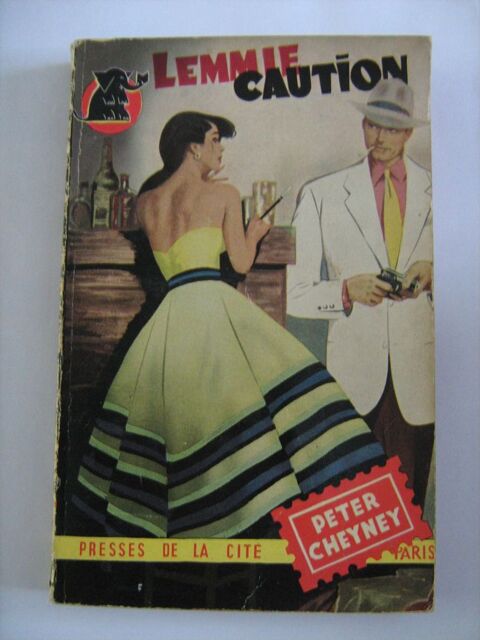 LEMMIE
CAUTION
PETER
CHEYNEY
PRESSES DE LA CITÉ
PARIS